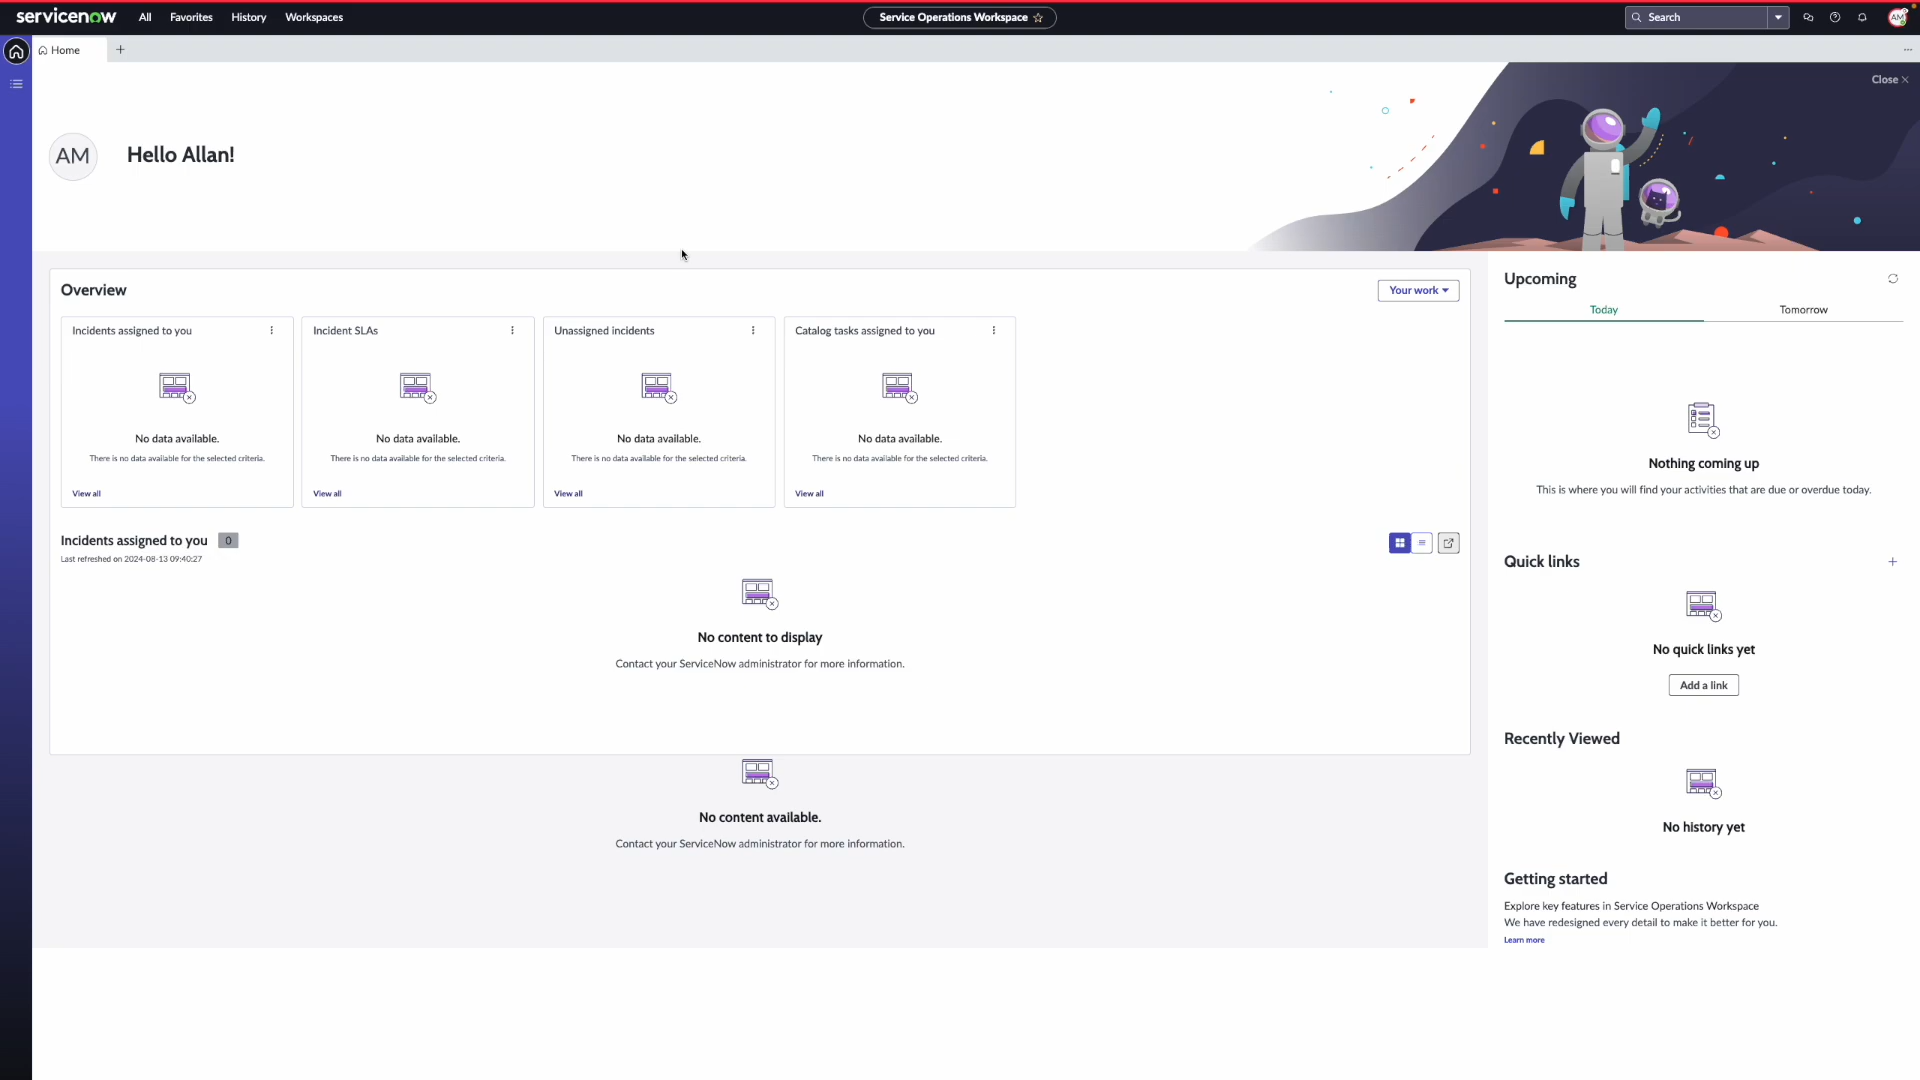 servicenow
All
Favorites
History
Workspaces
Service Operations Workspace
Search
AM
Home
Close
AM
Hello Allan!
Overview
Your work
Incidents assigned to you
No data available.
There is no data available for the selected criteria.
View all
Incident SLAs
No data available.
There is no data available for the selected criteria.
View all
Unassigned incidents
No data available.
There is no data available for the selected criteria.
View all
Catalog tasks assigned to you
No data available.
There is no data available for the selected criteria.
View all
Incidents assigned to you 0
Last refreshed on 2024-08-13 09:40:27
No content to display
Contact your ServiceNow administrator for more information.
No content available.
Contact your ServiceNow administrator for more information.
Upcoming
Today
Tomorrow
Nothing coming up
This is where you will find your activities that are due or overdue today.
Quick links
No quick links yet
Add a link
Recently Viewed
No history yet
Getting started
Explore key features in Service Operations Workspace
We have redesigned every detail to make it better for you.
Learn more